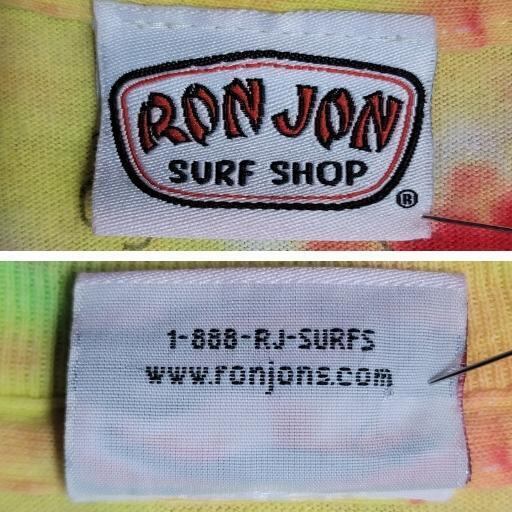 RON JON
SURF SHOP
®
1-888-RJ-SURFS
www.ronjons.com